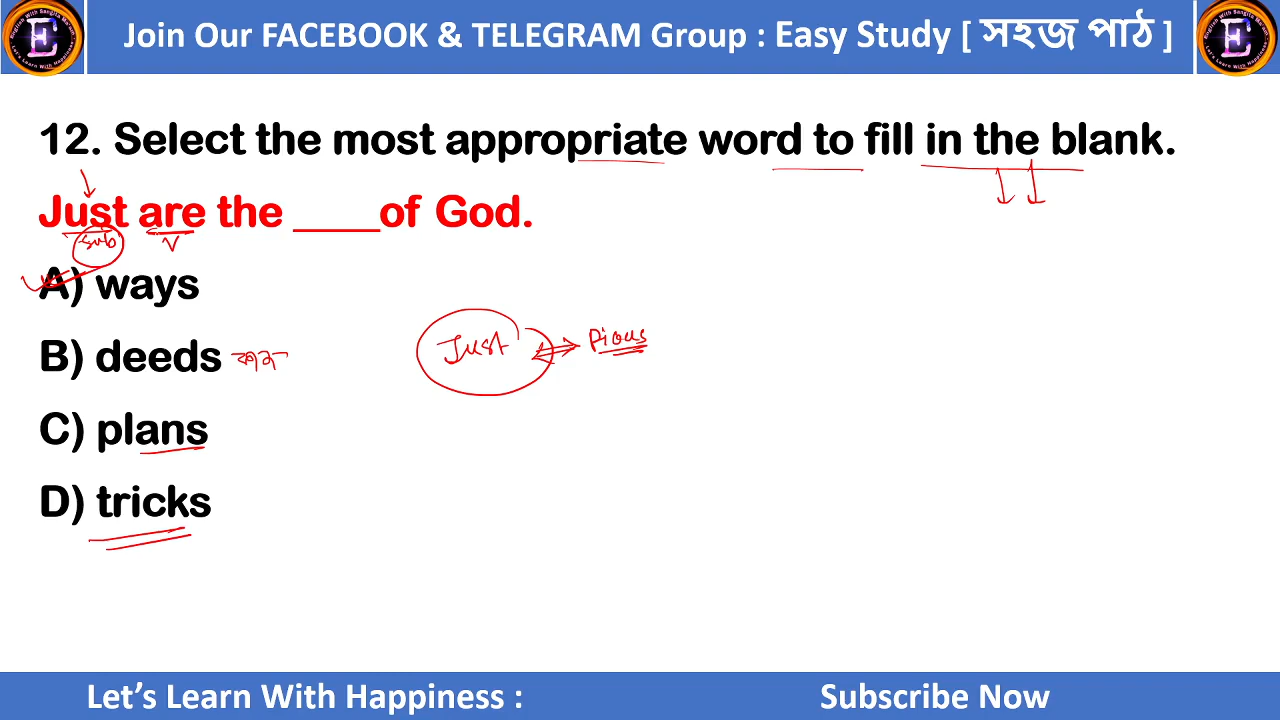 Join Our FACEBOOK & TELEGRAM Group : Easy Study [ সহজ পাঠ ]
12. Select the most appropriate word to fill in the blank.
Just are the ____of God.
Sub V
A) ways
Just Pious
B) deeds কাজ
C) plans
D) tricks
Let's Learn With Happiness : Subscribe Now